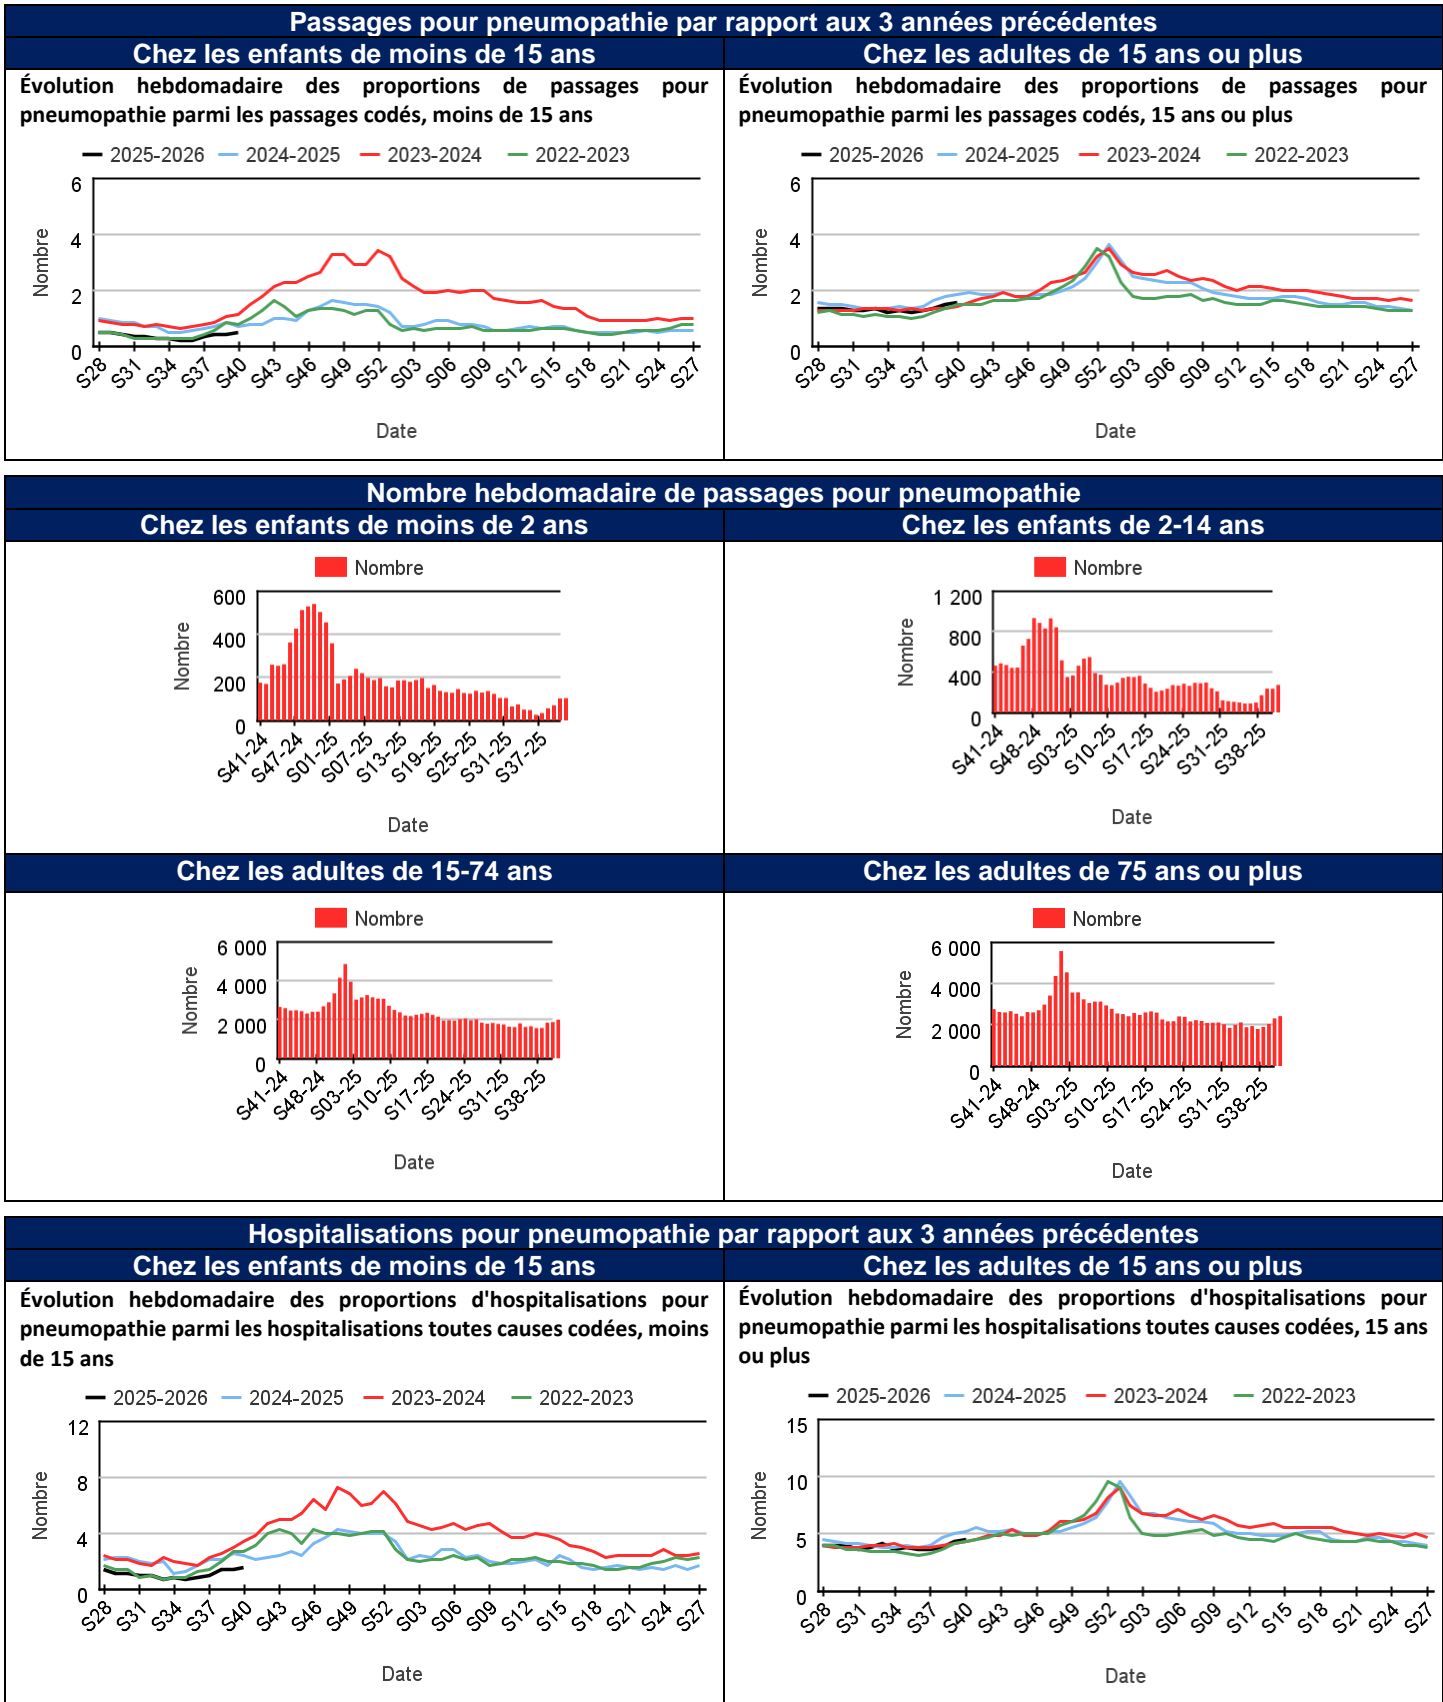 Passages pour pneumopathie par rapport aux 3 années précédentes
Chez les enfants de moins de 15 ans
Chez les adultes de 15 ans ou plus
Évolution hebdomadaire des proportions de passages pour
pneumopathie parmi les passages codés, moins de 15 ans
2025-2026 2024-2025 2023-2024 2022-2023
6
4
2
0
Nombre
S28 S31 S34 S37 S40 S43 S46 S49 S52 S03 S06 S09 S12 S15 S18 S21 S24 S27
Date
Évolution hebdomadaire des proportions de passages pour
pneumopathie parmi les passages codés, 15 ans ou plus
2025-2026 2024-2025 2023-2024 2022-2023
6
4
2
0
Nombre
S28 S31 S34 S37 S40 S43 S46 S49 S52 S03 S06 S09 S12 S15 S18 S21 S24 S27
Date
Nombre hebdomadaire de passages pour pneumopathie
Chez les enfants de moins de 2 ans
Chez les enfants de 2-14 ans
Nombre
600
400
200
0
Nombre
S41-24 S47-24 S01-25 S07-25 S13-25 S19-25 S25-25 S31-25 S37-25
Date
Nombre
1 200
800
400
0
Nombre
S41-24 S48-24 S03-25 S10-25 S17-25 S24-25 S31-25 S38-25
Date
Chez les adultes de 15-74 ans
Chez les adultes de 75 ans ou plus
Nombre
6 000
4 000
2 000
0
Nombre
S41-24 S48-24 S03-25 S10-25 S17-25 S24-25 S31-25 S38-25
Date
Nombre
6 000
4 000
2 000
0
Nombre
S41-24 S48-24 S03-25 S10-25 S17-25 S24-25 S31-25 S38-25
Date
Hospitalisations pour pneumopathie par rapport aux 3 années précédentes
Chez les enfants de moins de 15 ans
Chez les adultes de 15 ans ou plus
Évolution hebdomadaire des proportions d'hospitalisations pour
pneumopathie parmi les hospitalisations toutes causes codées, moins
de 15 ans
2025-2026 2024-2025 2023-2024 2022-2023
12
8
4
0
Nombre
S28 S31 S34 S37 S40 S43 S46 S49 S52 S03 S06 S09 S12 S15 S18 S21 S24 S27
Date
Évolution hebdomadaire des proportions d'hospitalisations pour
pneumopathie parmi les hospitalisations toutes causes codées, 15 ans
ou plus
2025-2026 2024-2025 2023-2024 2022-2023
15
10
5
0
Nombre
S28 S31 S34 S37 S40 S43 S46 S49 S52 S03 S06 S09 S12 S15 S18 S21 S24 S27
Date